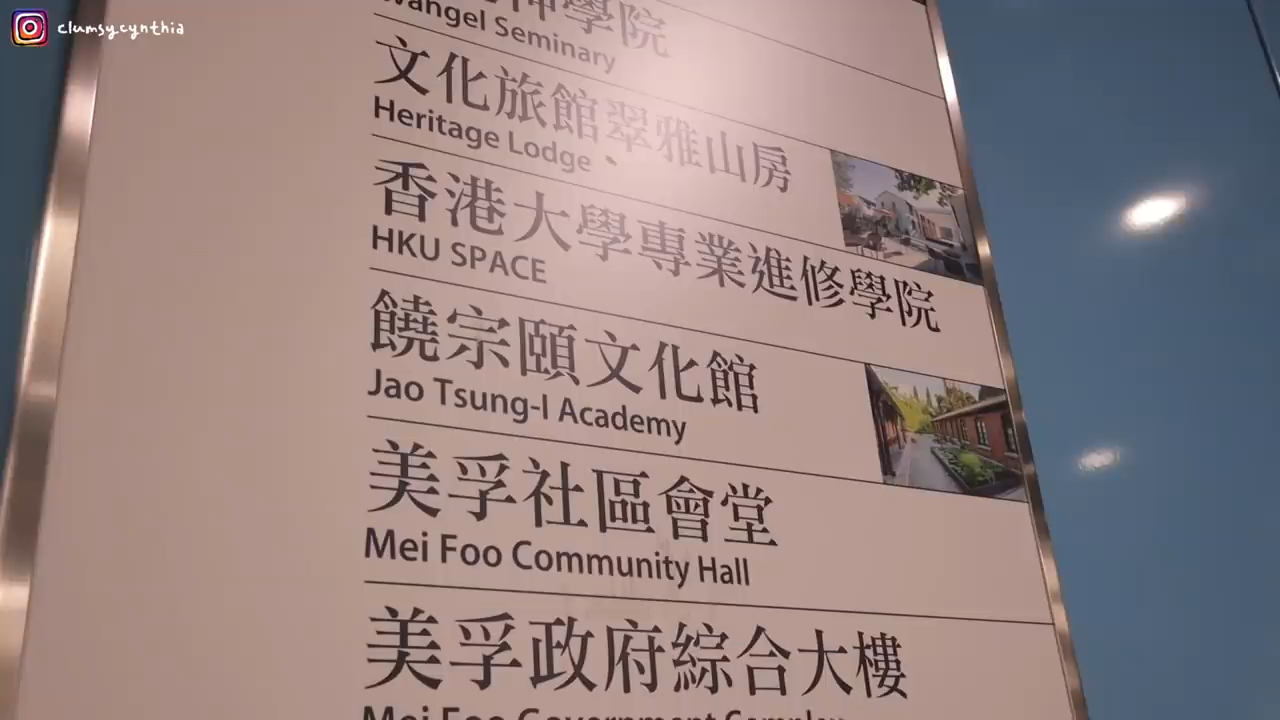 clumsy.cynthia
神學院
Evangel Seminary
文化旅館翠雅山房
Heritage Lodge
香港大學專業進修學院
HKU SPACE
饒宗頤文化館
Jao Tsung-I Academy
美孚社區會堂
Mei Foo Community Hall
美孚政府綜合大樓
Mei Foo Government Complex